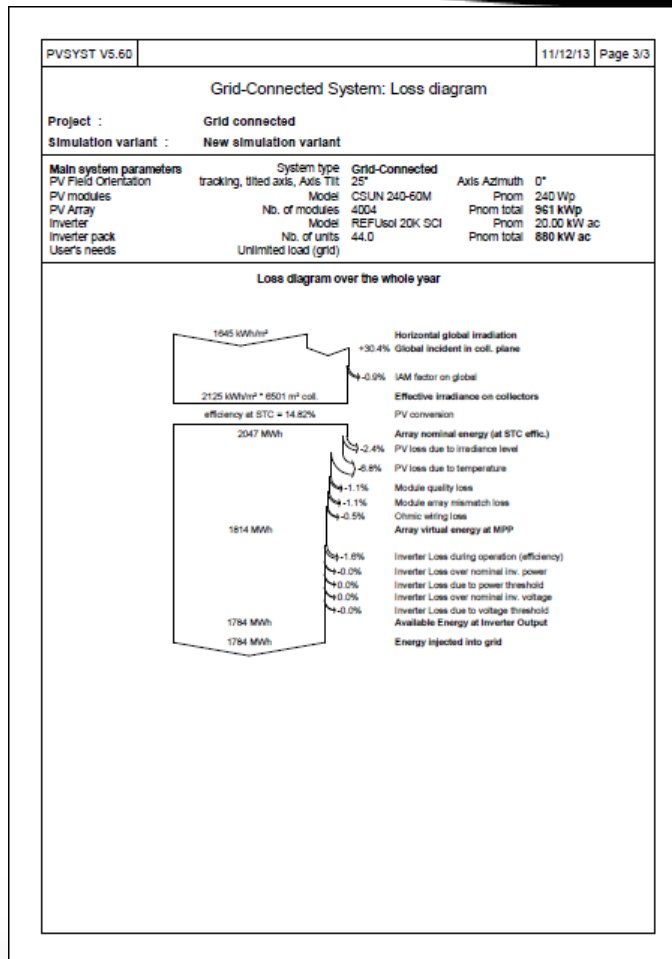 PVSYST V5.60 11/12/13 Page 3/3
Grid-Connected System: Loss diagram
Project : Grid connected
Simulation variant : New simulation variant
Main system parameters System type Grid-Connected
PV Field Orientation tracking, tilted axis, Axis Tilt 25° Axis Azimuth 0°
PV modules Model CSUN 240-60M Pnom 240 Wp
PV Array Nb. of modules 4004 Pnom total 961 kWp
Inverter Model REFUsol 20K SCI Pnom 20.00 kW ac
Inverter pack Nb. of units 44.0 Pnom total 880 kW ac
User's needs Unlimited load (grid)
Loss diagram over the whole year
1645 kWh/m² Horizontal global irradiation
+30.4% Global incident in coll. plane
-0.9% IAM factor on global
2125 kWh/m² * 6501 m² coll. Effective irradiance on collectors
efficiency at STC = 14.82% PV conversion
2047 MWh Array nominal energy (at STC effic.)
-2.4% PV loss due to irradiance level
-6.8% PV loss due to temperature
-1.1% Module quality loss
-1.1% Module array mismatch loss
-0.5% Ohmic wiring loss
1814 MWh Array virtual energy at MPP
-1.6% Inverter Loss during operation (efficiency)
-0.0% Inverter Loss over nominal inv. power
0.0% Inverter Loss due to power threshold
0.0% Inverter Loss over nominal inv. voltage
-0.0% Inverter Loss due to voltage threshold
1784 MWh Available Energy at Inverter Output
1784 MWh Energy injected into grid